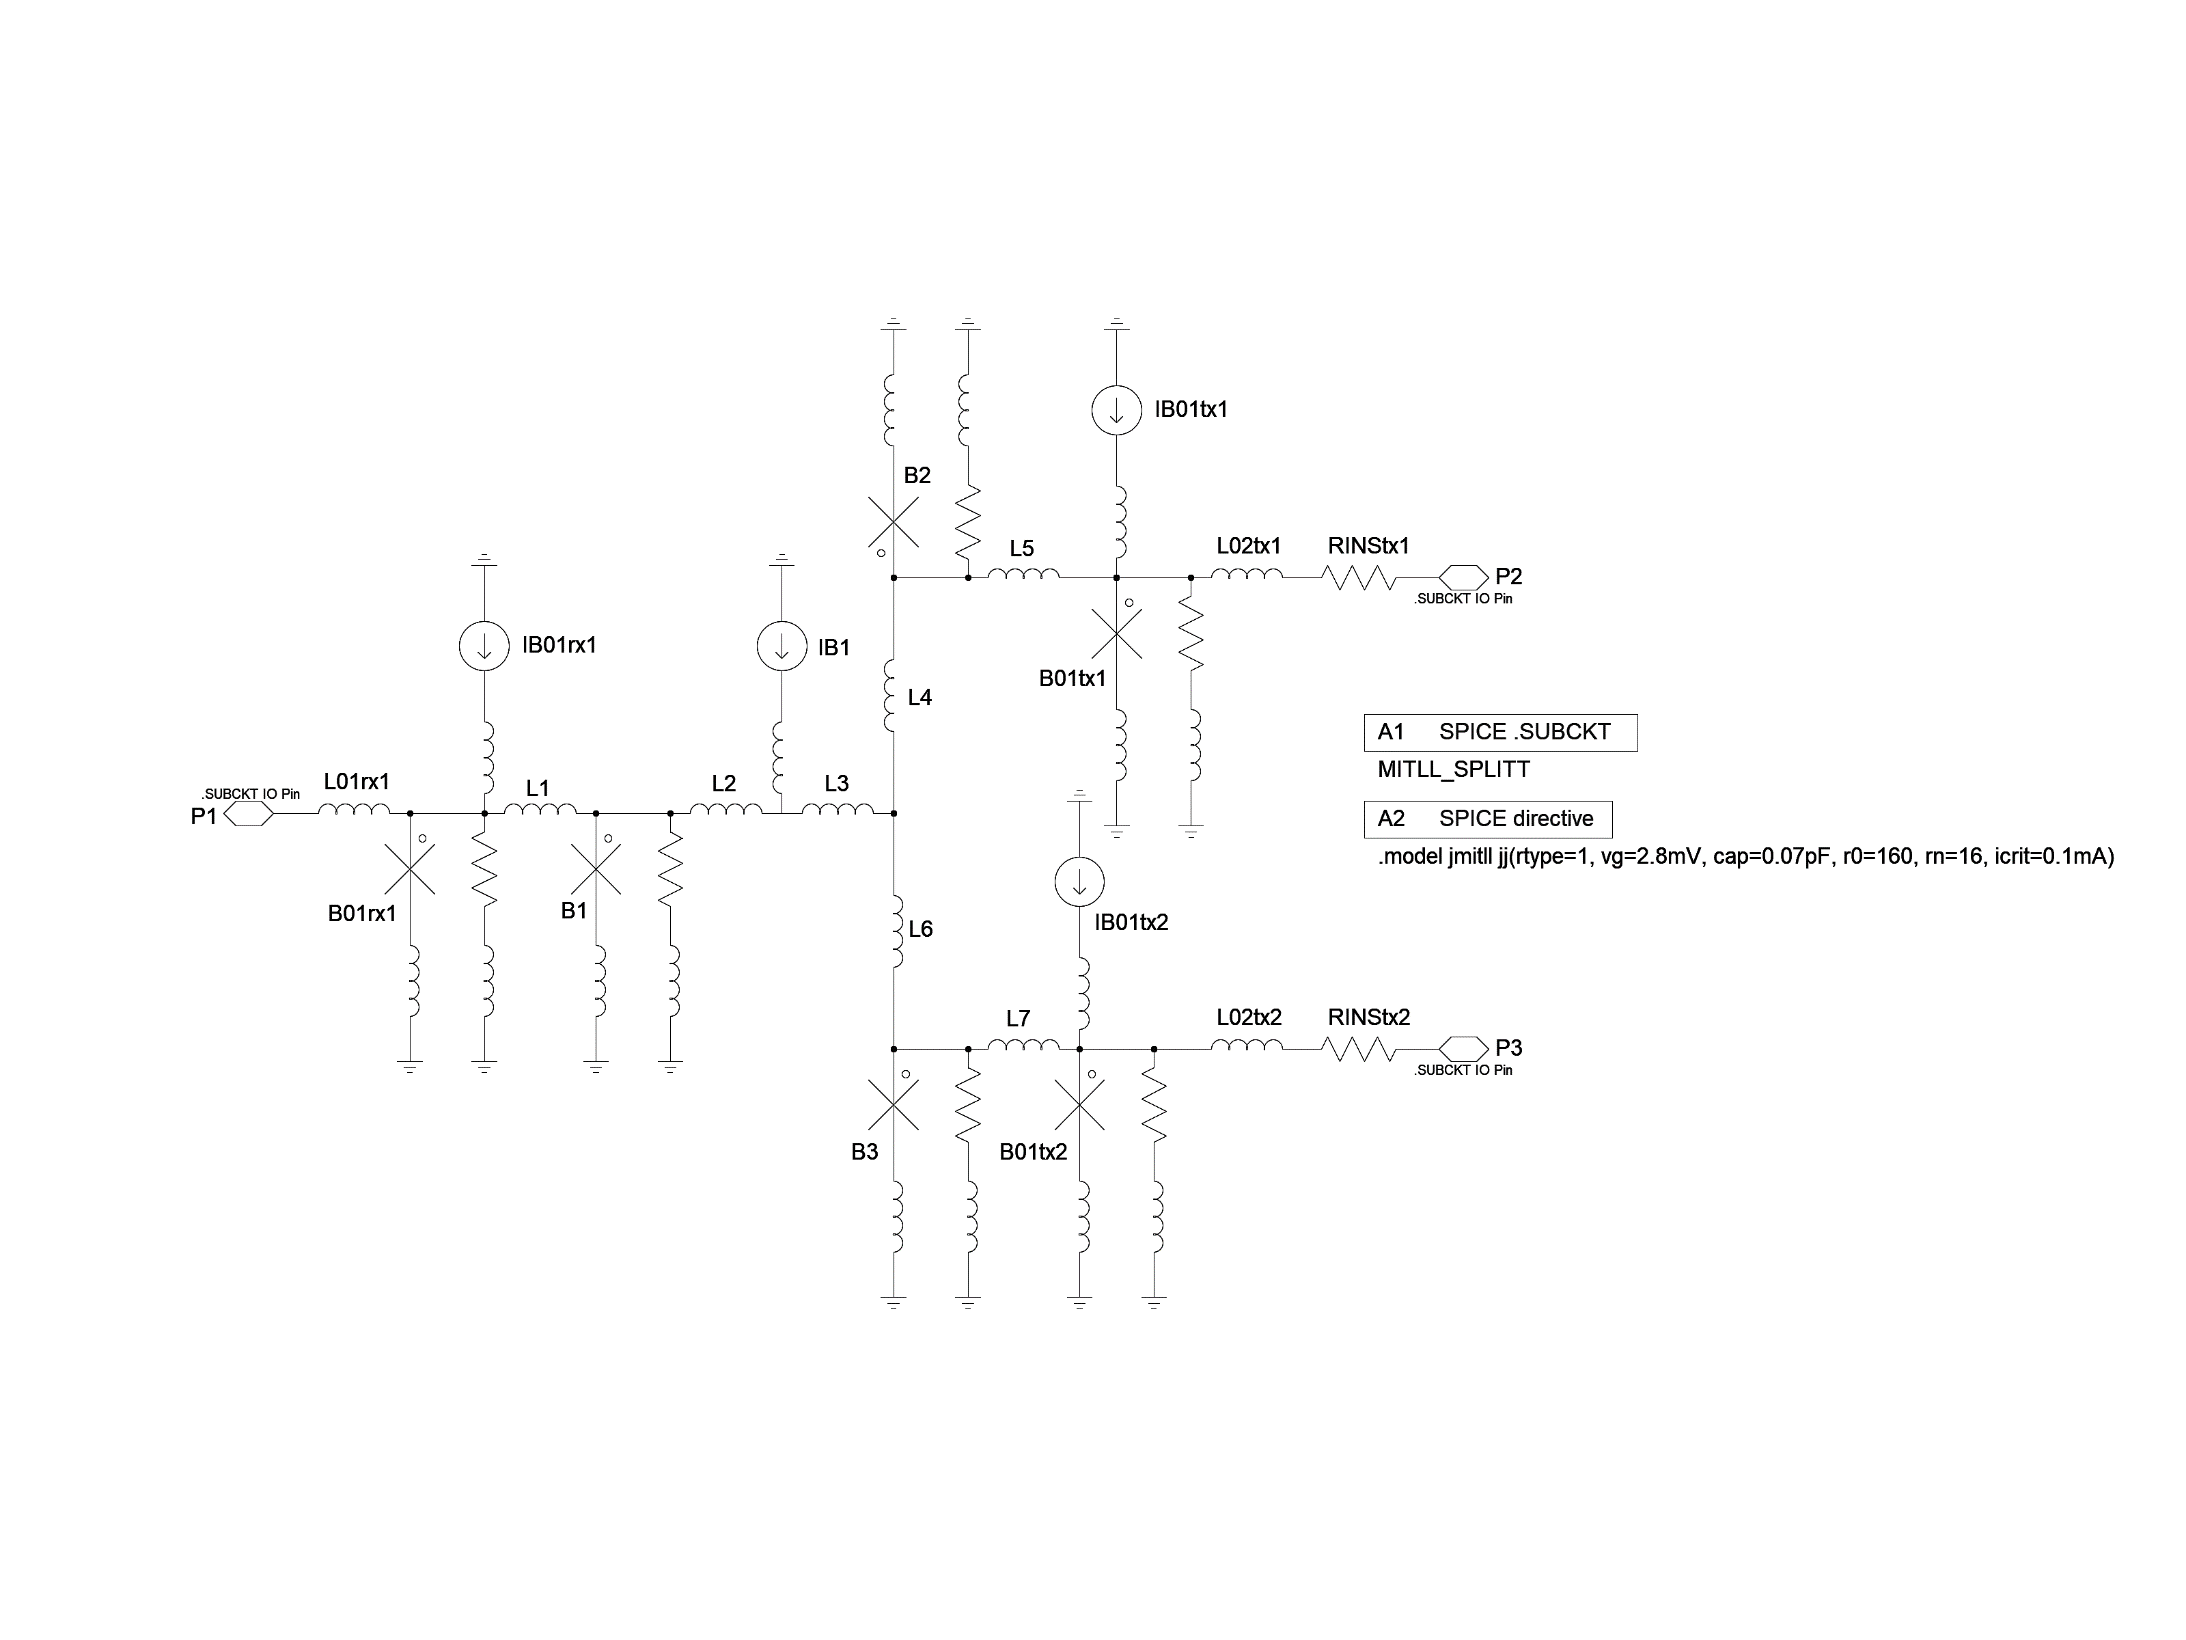 B2
IB01tx1
L5
L02tx1
RINStx1
P2
.SUBCKT IO Pin
IB01rx1
IB1
B01tx1
L4
A1 SPICE .SUBCKT
MITLL_SPLITT
.SUBCKT IO Pin
P1
L01rx1
L1
L2
L3
A2 SPICE directive
.model jmitll jj(rtype=1, vg=2.8mV, cap=0.07pF, r0=160, rn=16, icrit=0.1mA)
B01rx1
B1
L6
IB01tx2
L7
L02tx2
RINStx2
P3
.SUBCKT IO Pin
B3
B01tx2